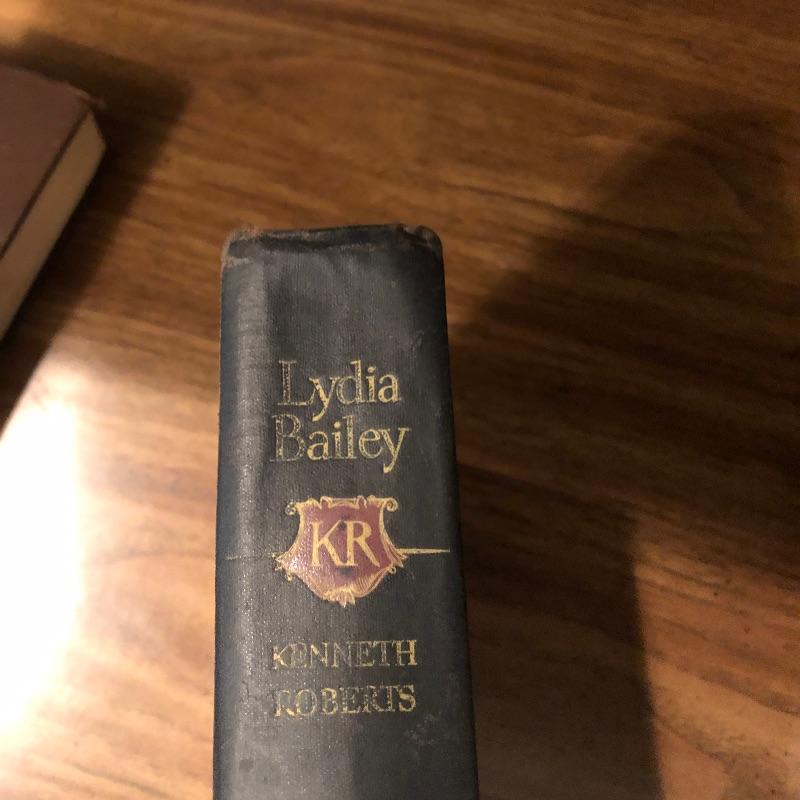 Lydia
Bailey
KR
KENNETH
ROBERTS